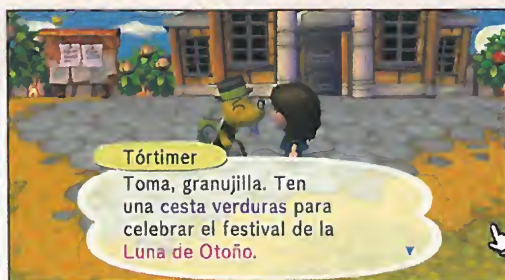 Tórtimer
Toma, granujilla. Ten
una cesta verduras para
celebrar el festival de la
Luna de Otoño.